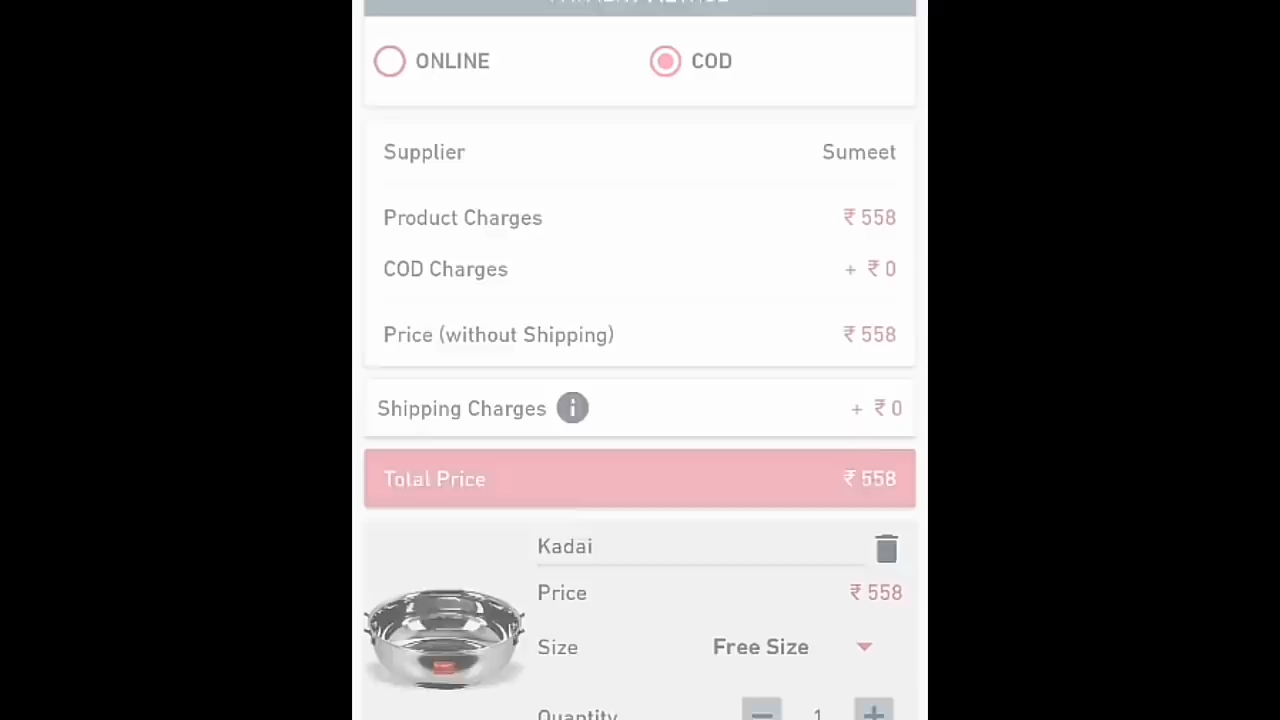 ONLINE COD
Supplier Sumeet
Product Charges ₹ 558
COD Charges + ₹ 0
Price (without Shipping) ₹ 558
Shipping Charges i + ₹ 0
Total Price ₹ 558
Kadai
Price ₹ 558
Size Free Size
Quantity 1